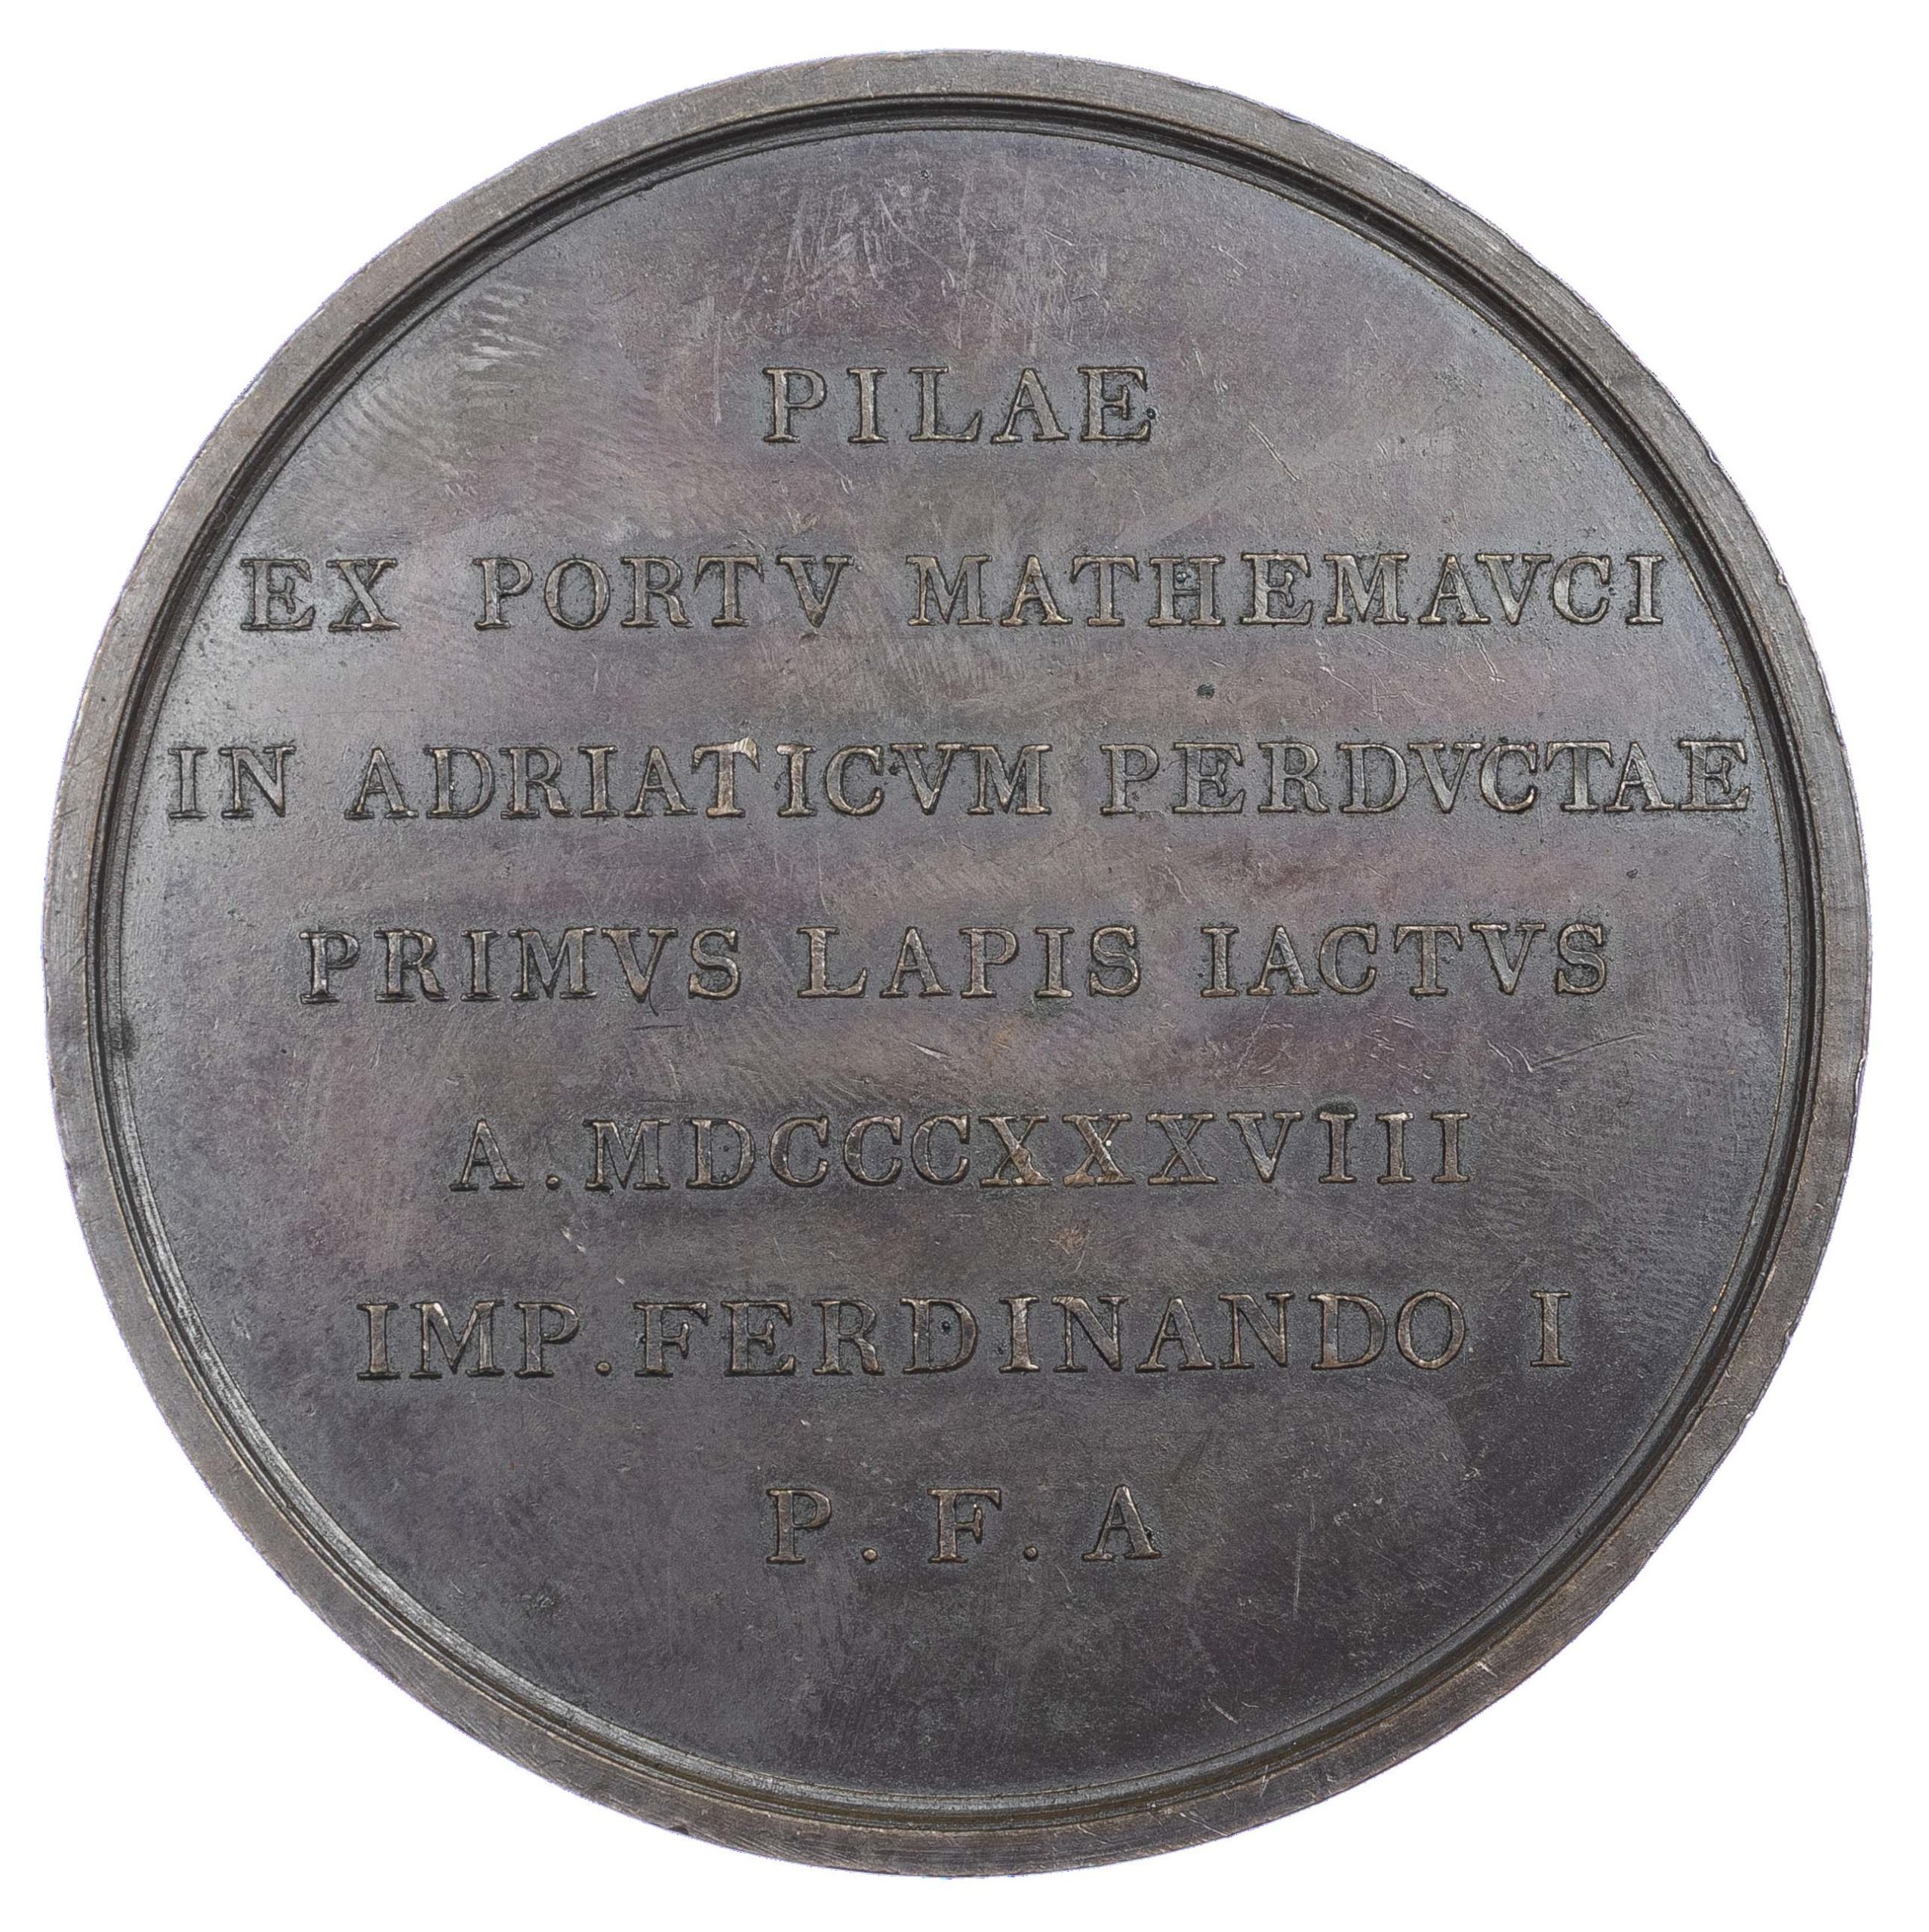 PILAE
EX PORTV MATHEMAVCI
IN ADRIATICVM PERDVCTAE
PRIMVS LAPIS IACTVS
A. MDCCCXXXVIII
IMP. FERDINANDO I
P. F. A